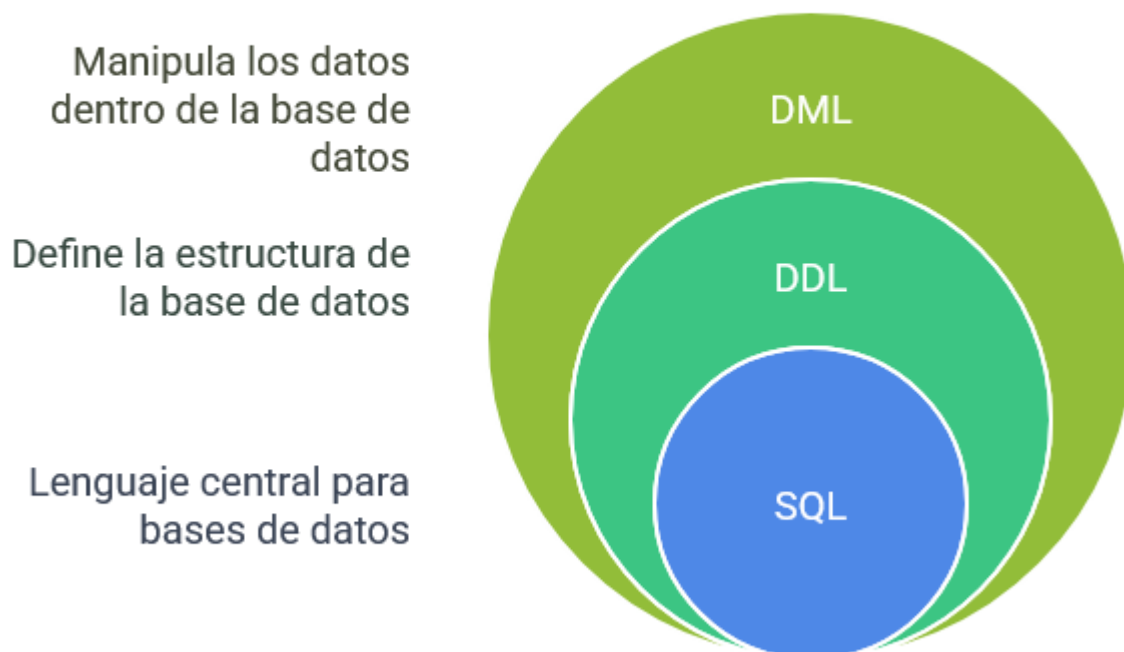 Manipula los datos
dentro de la base de
datos
DML
Define la estructura de
la base de datos
DDL
Lenguaje central para
bases de datos
SQL